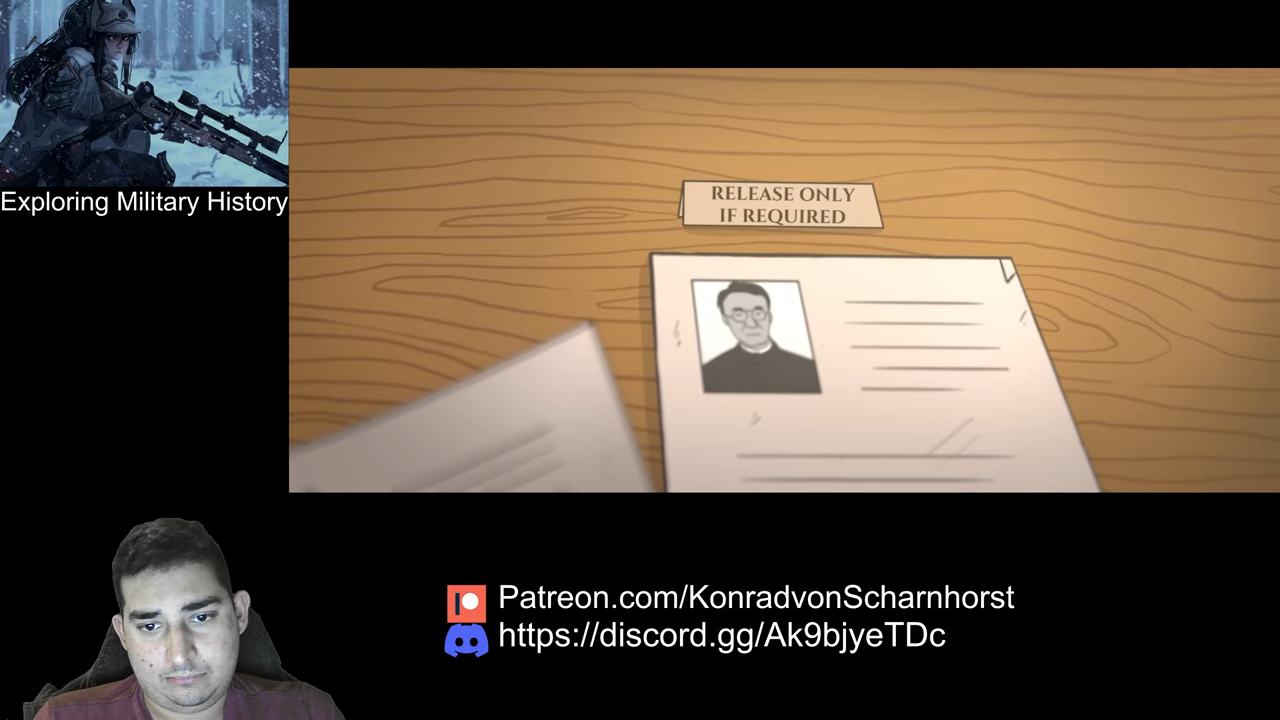 Exploring Military History
RELEASE ONLY
IF REQUIRED
Patreon.com/KonradvonScharnhorst
https://discord.gg/Ak9bjyeTDc